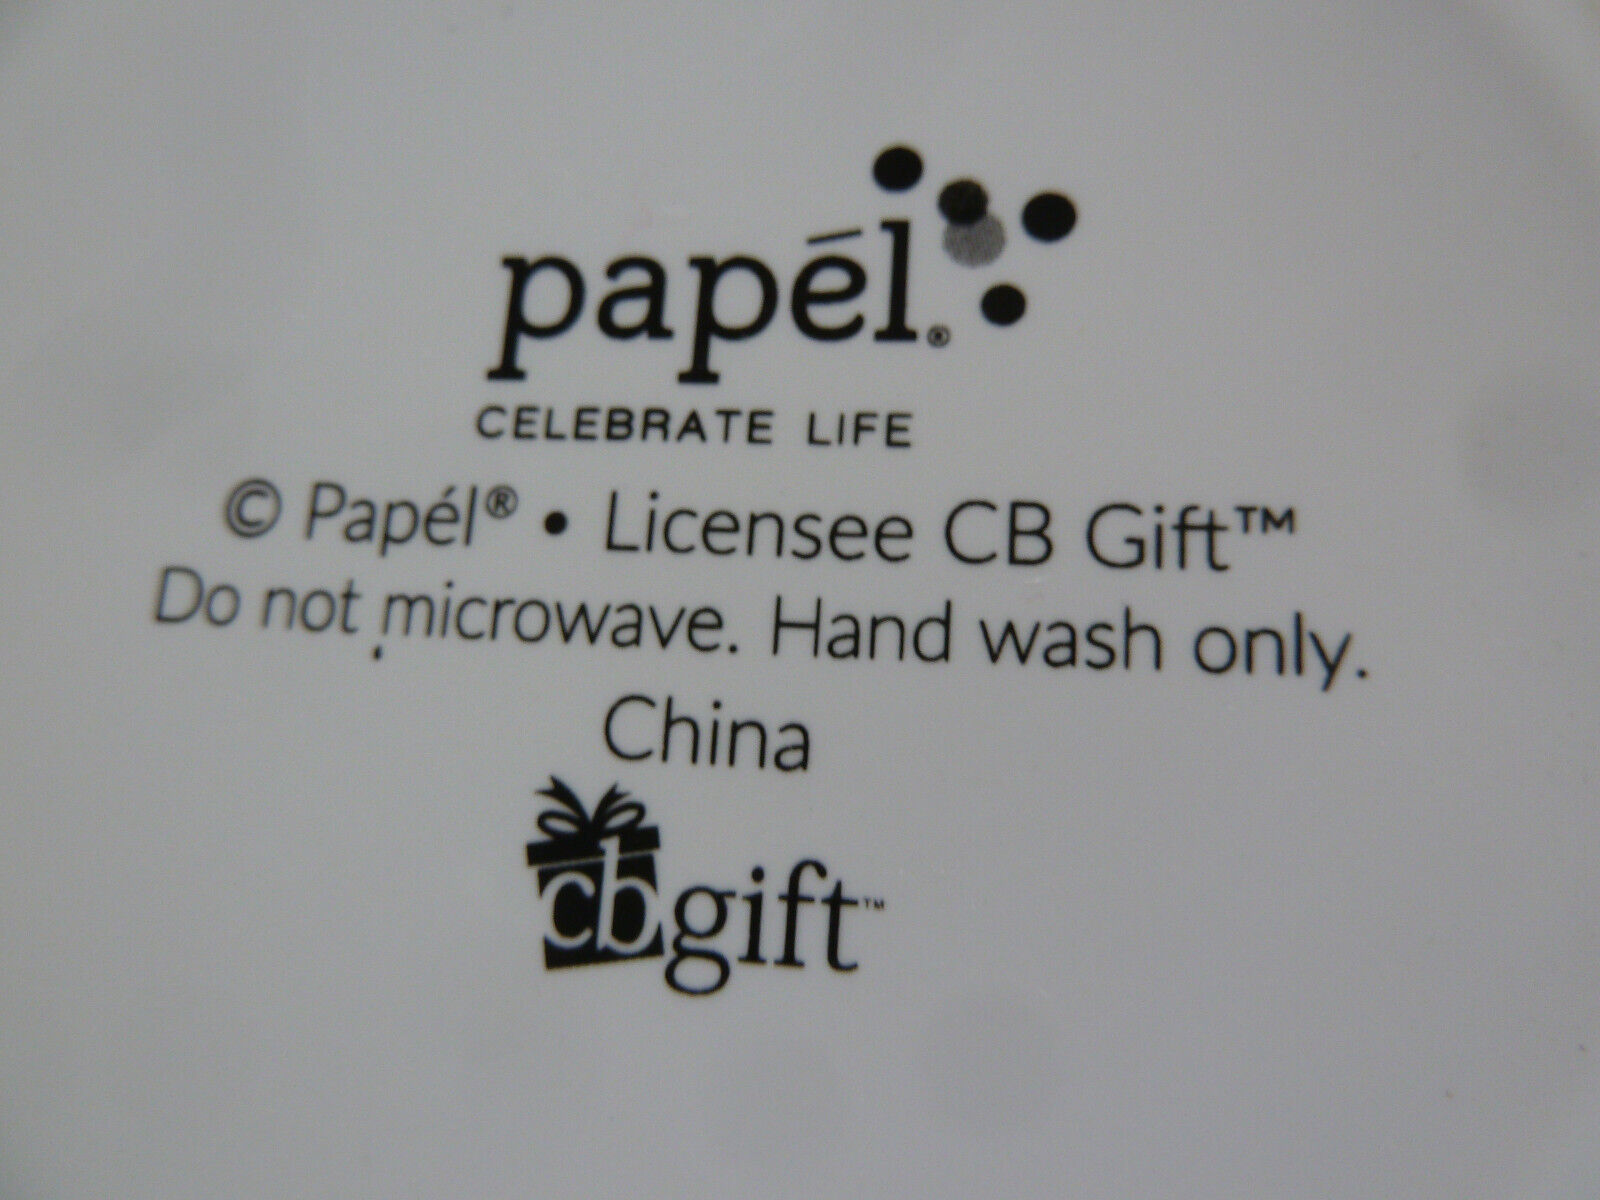 papél®
CELEBRATE LIFE
© Papél® • Licensee CB Gift™
Do not microwave. Hand wash only.
China
cbgift™